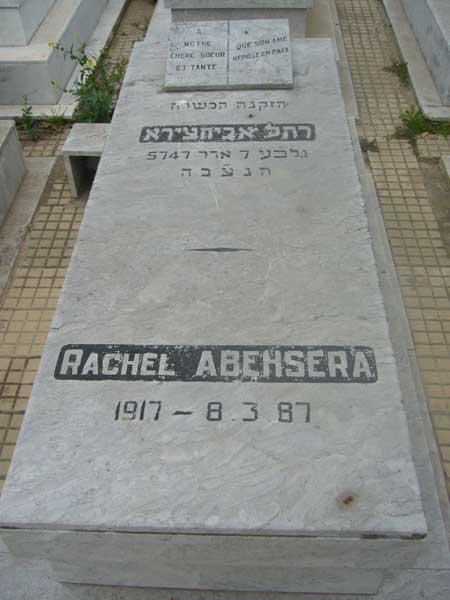 A
NOTRE
CHERE SOEUR
ET TANTE
QUE SON AME
REPOSE EN PAIX
הזקנה הכשרה
רחל אביחצירא
נלבע 7 אדר 5747
תנצבה
RACHEL ABEHSERA
1917 - 8.3.87